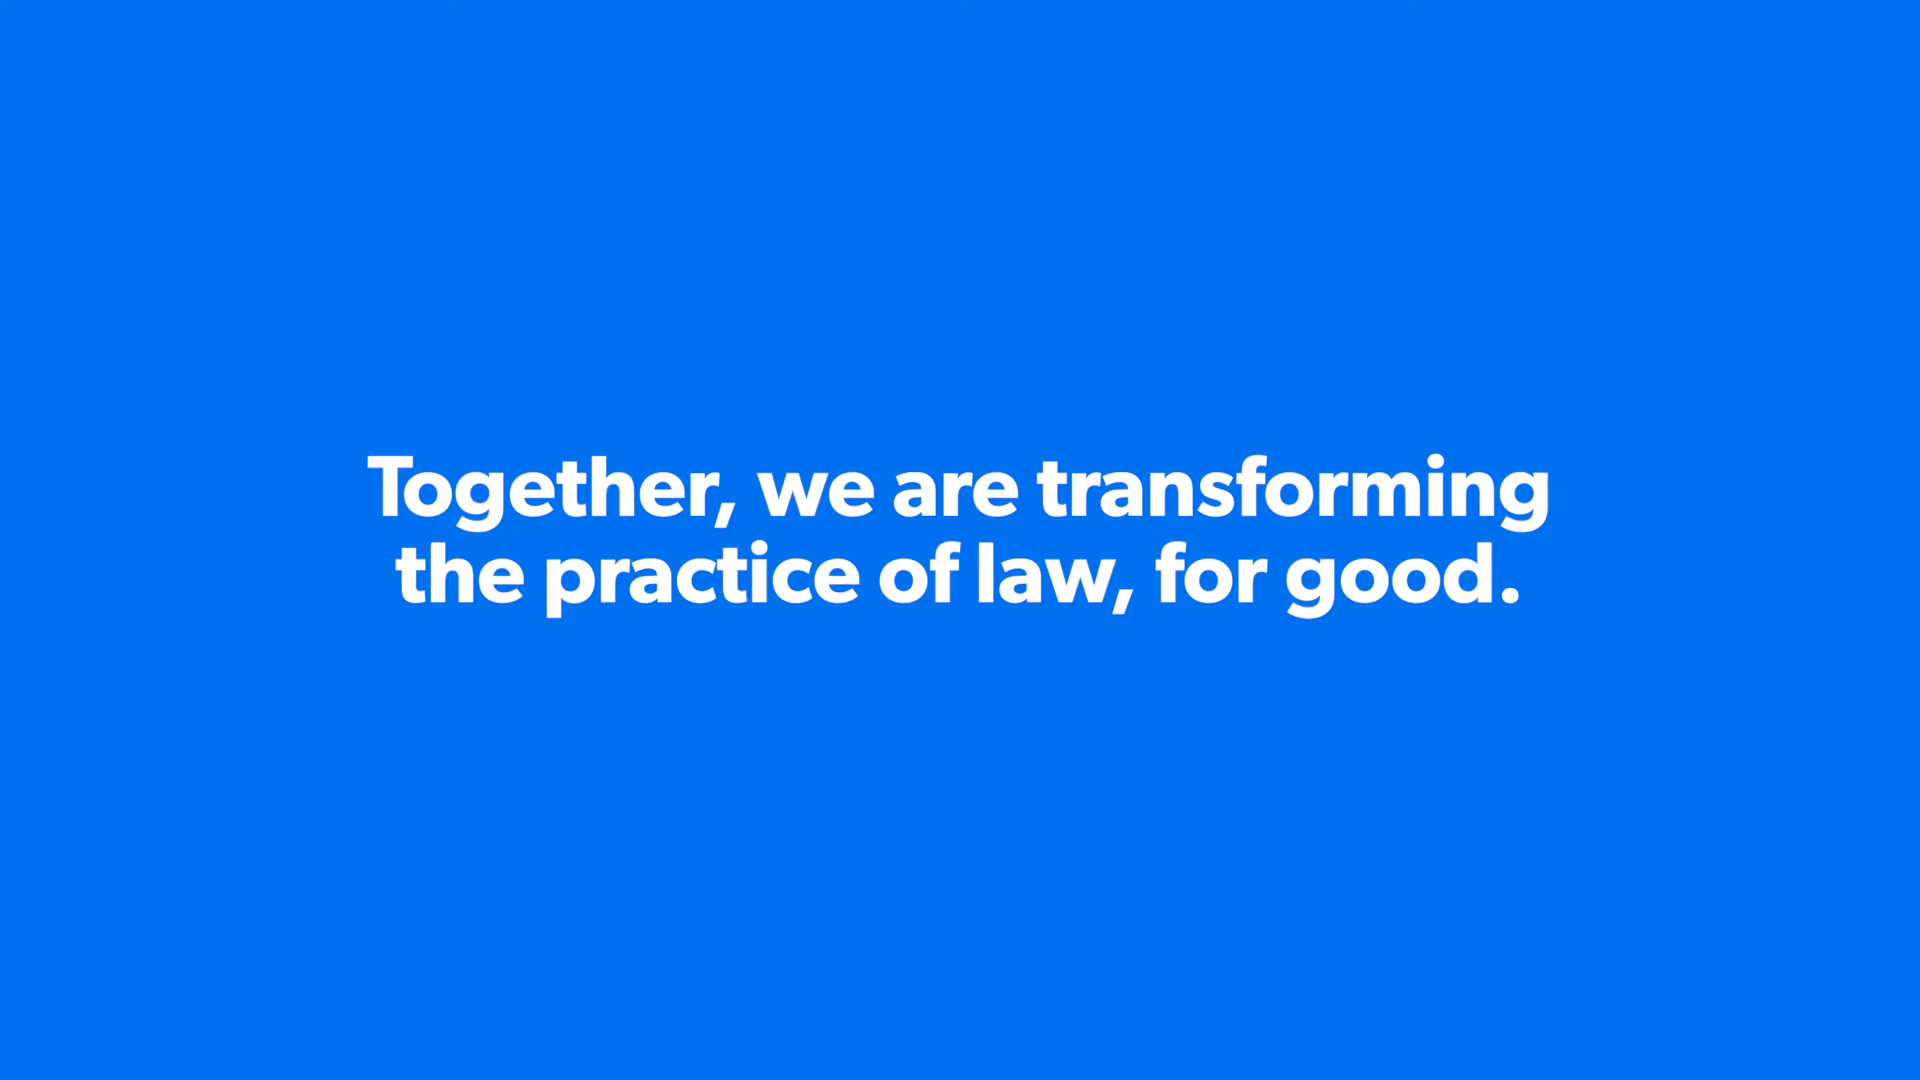 Together, we are transforming
the practice of law, for good.